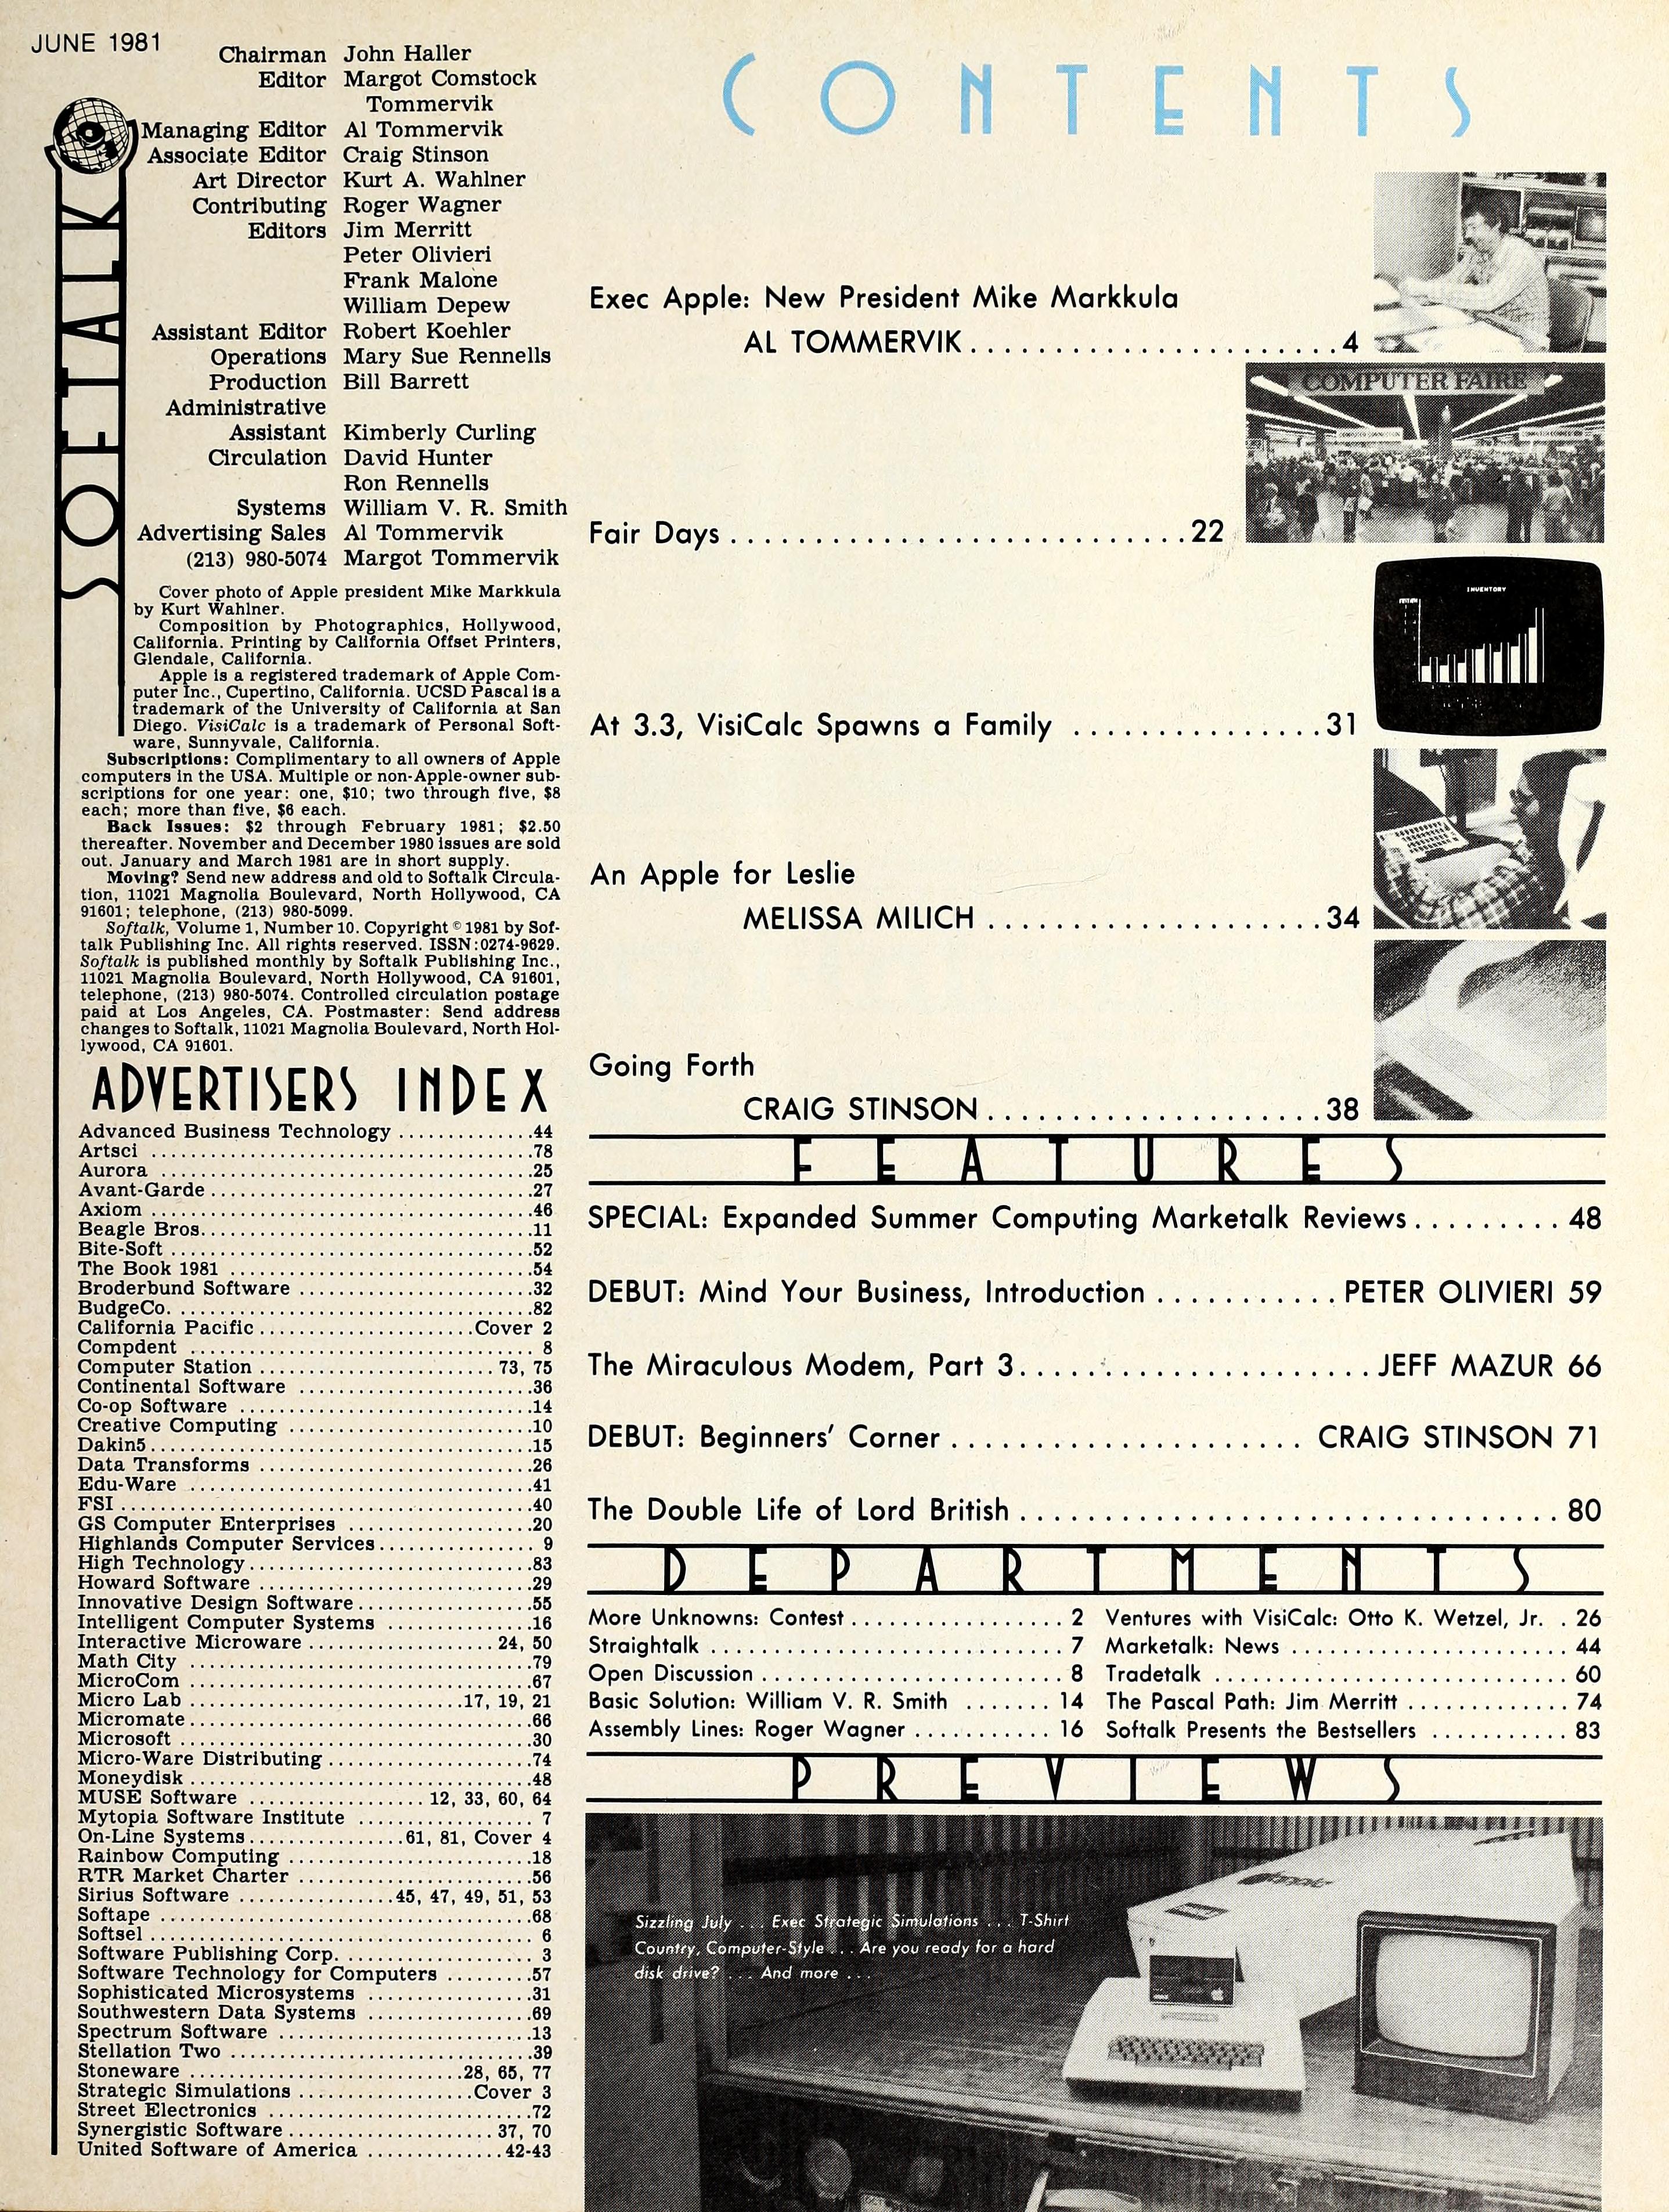 JUNE 1981
SOFTALK
Chairman John Haller
Editor Margot Comstock
Tommervik
Managing Editor Al Tommervik
Associate Editor Craig Stinson
Art Director Kurt A. Wahlner
Contributing Roger Wagner
Editors Jim Merritt
Peter Olivieri
Frank Malone
William Depew
Assistant Editor Robert Koehler
Operations Mary Sue Rennells
Production Bill Barrett
Administrative
Assistant Kimberly Curling
Circulation David Hunter
Ron Rennells
Systems William V. R. Smith
Advertising Sales Al Tommervik
(213) 980-5074 Margot Tommervik
Cover photo of Apple president Mike Markkula
by Kurt Wahlner.
Composition by Photographics, Hollywood,
California. Printing by California Offset Printers,
Glendale, California.
Apple is a registered trademark of Apple Com-
puter Inc., Cupertino, California. UCSD Pascal is a
trademark of the University of California at San
Diego. VisiCalc is a trademark of Personal Soft-
ware, Sunnyvale, California.
Subscriptions: Complimentary to all owners of Apple
computers in the USA. Multiple or non-Apple-owner sub-
scriptions for one year: one, $10; two through five, $8
each; more than five, $6 each.
Back Issues: $2 through February 1981; $2.50
thereafter. November and December 1980 issues are sold
out. January and March 1981 are in short supply.
Moving? Send new address and old to Softalk Circula-
tion, 11021 Magnolia Boulevard, North Hollywood, CA
91601; telephone, (213) 980-5099.
Softalk, Volume 1, Number 10. Copyright © 1981 by Sof-
talk Publishing Inc. All rights reserved. ISSN:0274-9629.
Softalk is published monthly by Softalk Publishing Inc.,
11021 Magnolia Boulevard, North Hollywood, CA 91601,
telephone, (213) 980-5074. Controlled circulation postage
paid at Los Angeles, CA. Postmaster: Send address
changes to Softalk, 11021 Magnolia Boulevard, North Hol-
lywood, CA 91601.
ADVERTISERS INDEX
Advanced Business Technology ..............44
Artsci ..............78
Aurora ..............25
Avant-Garde ..............27
Axiom ..............46
Beagle Bros. ..............11
Bite-Soft ..............52
The Book 1981 ..............54
Broderbund Software ..............32
BudgeCo. ..............82
California Pacific ..............Cover 2
Compdent .............. 8
Computer Station ..............73, 75
Continental Software ..............36
Co-op Software ..............14
Creative Computing ..............10
Dakin5 ..............15
Data Transforms ..............26
Edu-Ware ..............41
FSI ..............40
GS Computer Enterprises ..............20
Highlands Computer Services .............. 9
High Technology ..............83
Howard Software ..............29
Innovative Design Software ..............55
Intelligent Computer Systems ..............16
Interactive Microware ..............24, 50
Math City ..............79
MicroCom ..............67
Micro Lab ..............17, 19, 21
Micromate ..............66
Microsoft ..............30
Micro-Ware Distributing ..............74
Moneydisk ..............48
MUSE Software ..............12, 33, 60, 64
Mytopia Software Institute .............. 7
On-Line Systems ..............61, 81, Cover 4
Rainbow Computing ..............18
RTR Market Charter ..............56
Sirius Software ..............45, 47, 49, 51, 53
Softape ..............68
Softsel .............. 6
Software Publishing Corp. .............. 3
Software Technology for Computers ..............57
Sophisticated Microsystems ..............31
Southwestern Data Systems ..............69
Spectrum Software ..............13
Stellation Two ..............39
Stoneware ..............28, 65, 77
Strategic Simulations ..............Cover 3
Street Electronics ..............72
Synergistic Software ..............37, 70
United Software of America ..............42-43
CONTENTS
Exec Apple: New President Mike Markkula
AL TOMMERVIK ..............4
COMPUTER FAIRE
Fair Days ..............22
INVENTORY
At 3.3, VisiCalc Spawns a Family ..............31
An Apple for Leslie
MELISSA MILICH ..............34
Going Forth
CRAIG STINSON ..............38
FEATURES
SPECIAL: Expanded Summer Computing Marketalk Reviews ......... 48
DEBUT: Mind Your Business, Introduction ........... PETER OLIVIERI 59
The Miraculous Modem, Part 3 .............. JEFF MAZUR 66
DEBUT: Beginners' Corner .............. CRAIG STINSON 71
The Double Life of Lord British .............. 80
DEPARTMENTS
More Unknowns: Contest .............. 2
Straightalk .............. 7
Open Discussion .............. 8
Basic Solution: William V. R. Smith ....... 14
Assembly Lines: Roger Wagner ........... 16
Ventures with VisiCalc: Otto K. Wetzel, Jr. . 26
Marketalk: News .............. 44
Tradetalk .............. 60
The Pascal Path: Jim Merritt ............ 74
Softalk Presents the Bestsellers ........... 83
PREVIEWS
Sizzling July . . . Exec Strategic Simulations . . . T-Shirt
Country, Computer-Style . . . Are you ready for a hard
disk drive? . . . And more . . .
apple